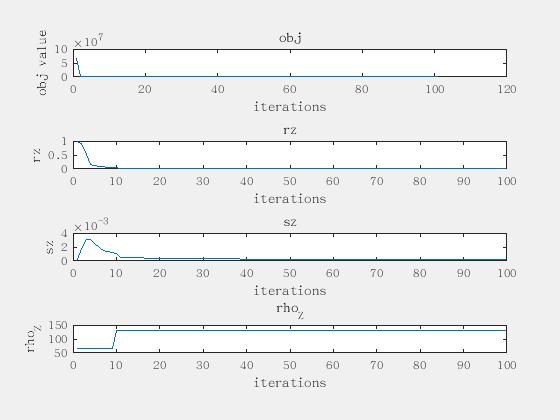 obj
×10^7
10
5
0
obj value
0 20 40 60 80 100 120
iterations
rz
1
0.5
0
rz
0 10 20 30 40 50 60 70 80 90 100
iterations
sz
×10^-3
4
2
0
sz
0 10 20 30 40 50 60 70 80 90 100
iterations
rho_z
150
100
50
rho_z
0 10 20 30 40 50 60 70 80 90 100
iterations